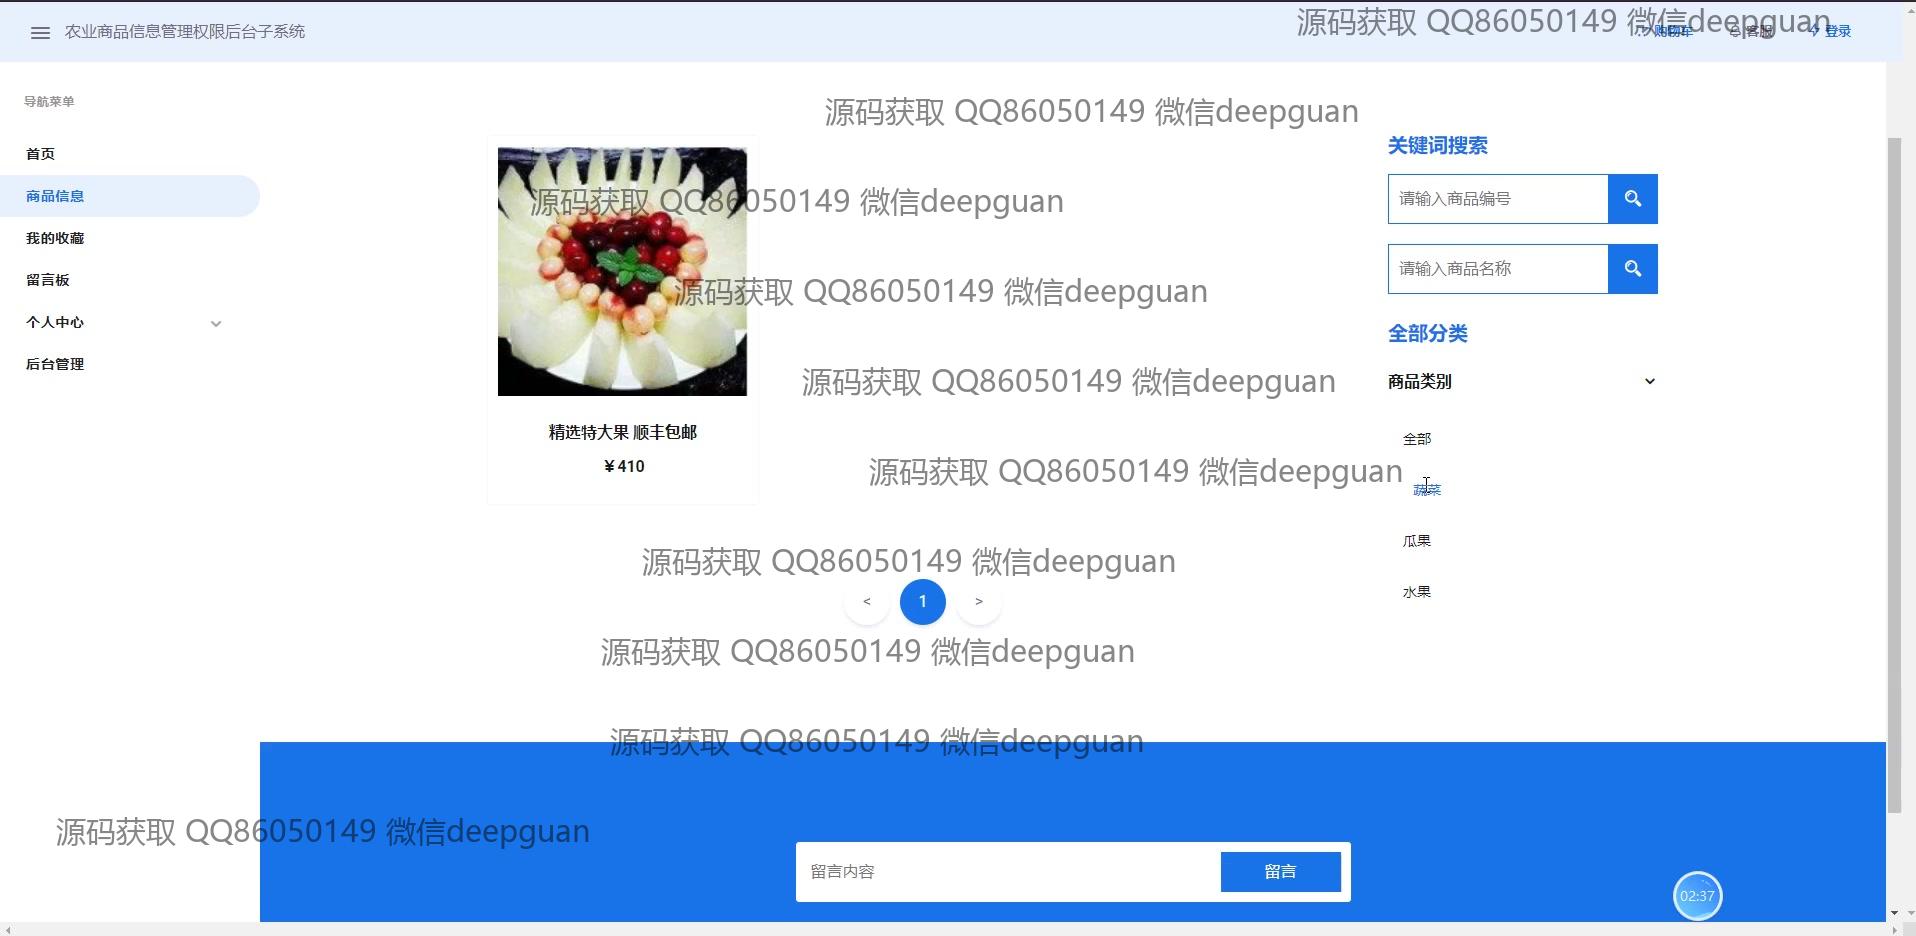 农业商品信息管理权限后台子系统
源码获取 QQ86050149 微信deepguan
购物车
客服
登录
导航菜单
首页
商品信息
我的收藏
留言板
个人中心
后台管理
源码获取 QQ86050149 微信deepguan
源码获取 QQ86050149 微信deepguan
源码获取 QQ86050149 微信deepguan
源码获取 QQ86050149 微信deepguan
精选特大果 顺丰包邮
¥410
源码获取 QQ86050149 微信deepguan
源码获取 QQ86050149 微信deepguan
< 1 >
源码获取 QQ86050149 微信deepguan
关键词搜索
请输入商品编号
请输入商品名称
全部分类
商品类别
全部
蔬菜
瓜果
水果
源码获取 QQ86050149 微信deepguan
源码获取 QQ86050149 微信deepguan
留言内容
留言
02:37